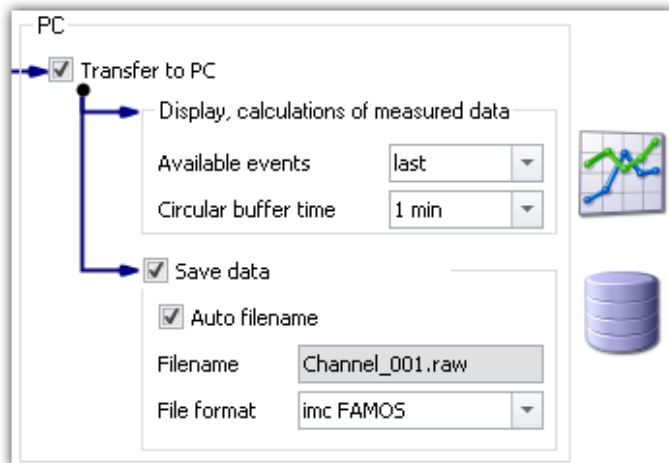 PC
Transfer to PC
Display, calculations of measured data
Available events last
Circular buffer time 1 min
Save data
Auto filename
Filename Channel_001.raw
File format imc FAMOS